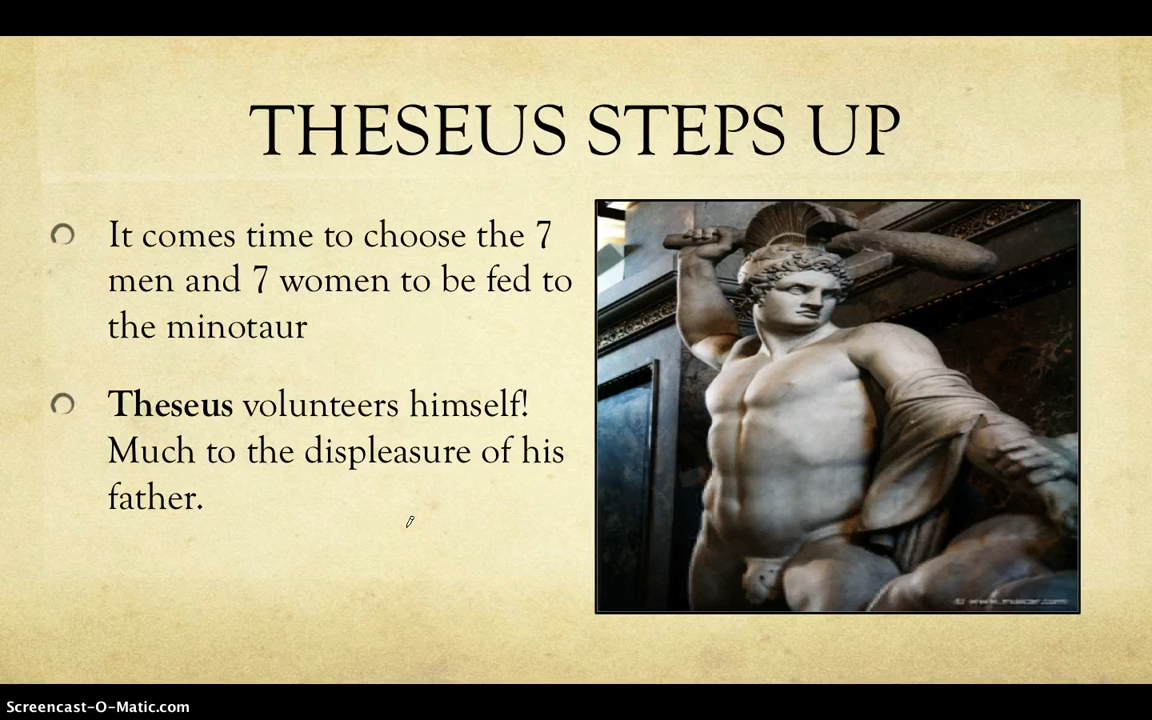 THESEUS STEPS UP
It comes time to choose the 7
men and 7 women to be fed to
the minotaur
Theseus volunteers himself!
Much to the displeasure of his
father.
Screencast-O-Matic.com